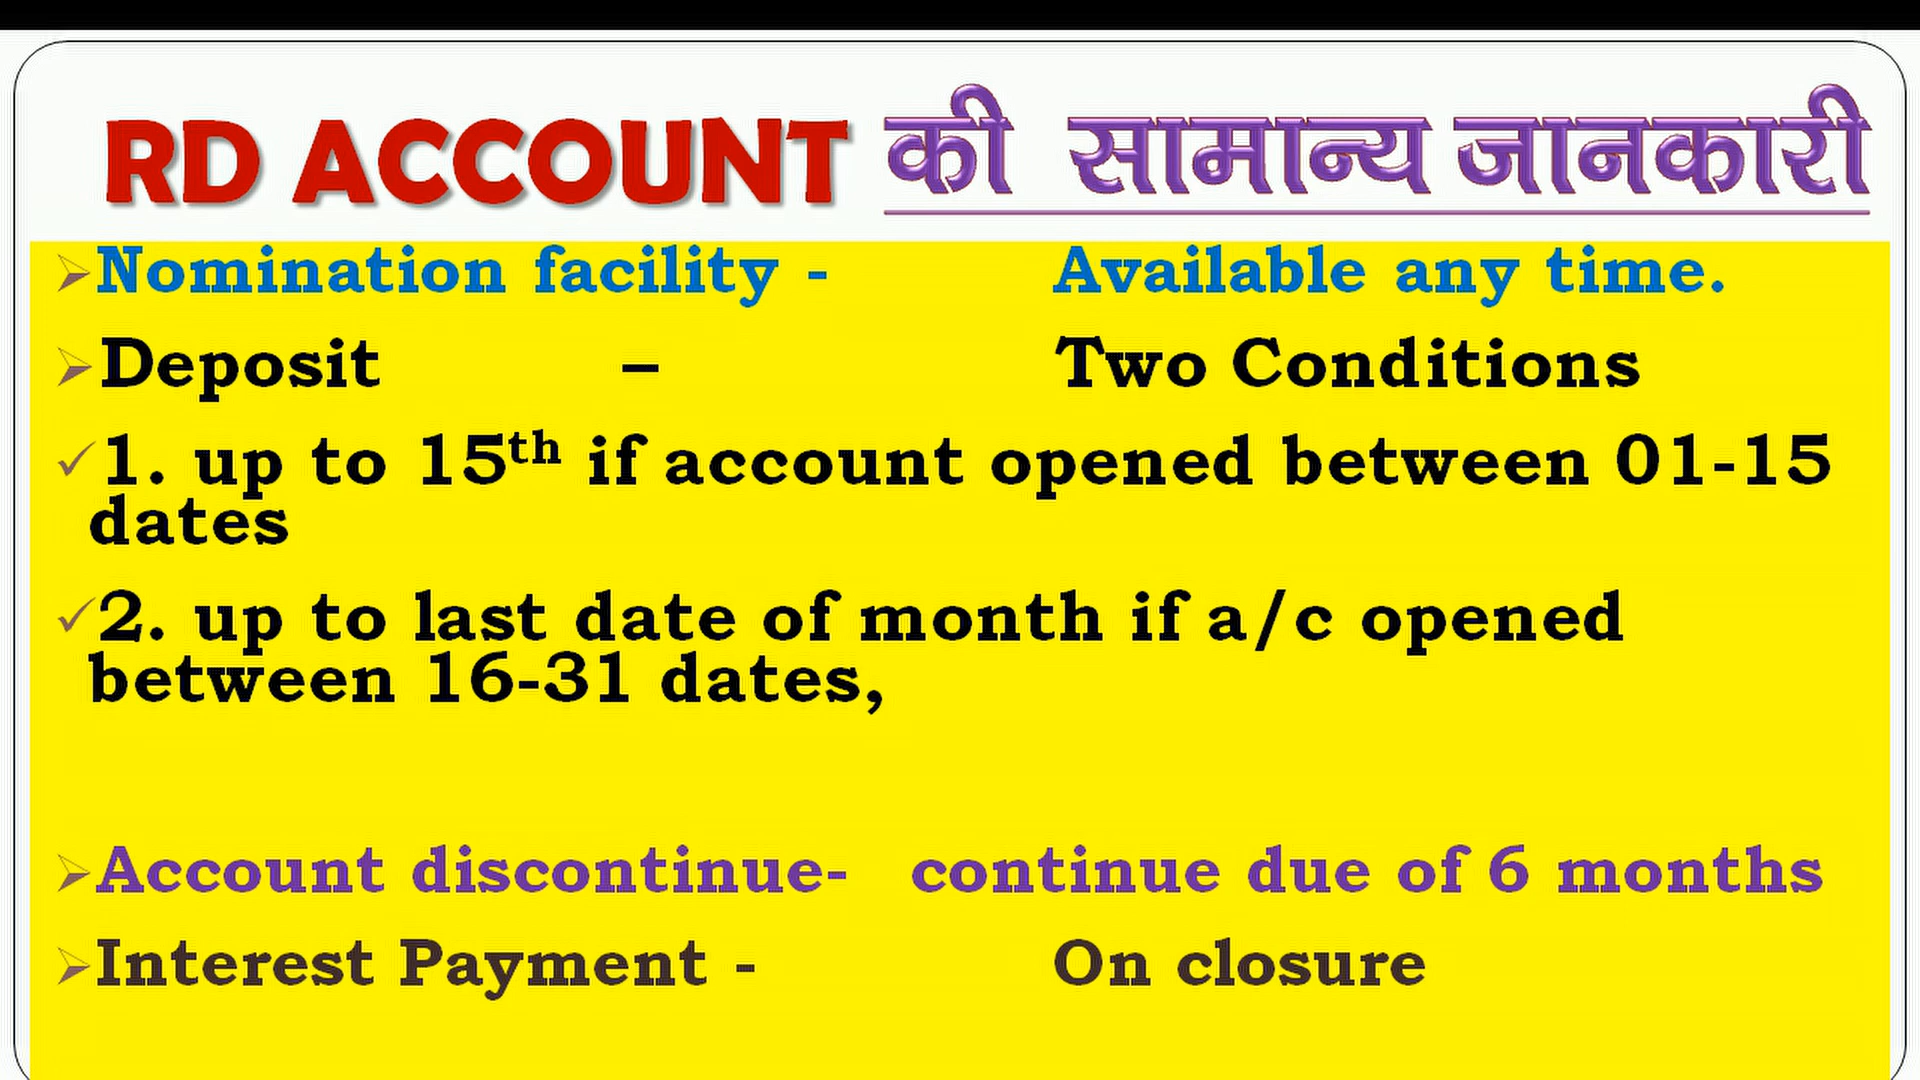 RD ACCOUNT की सामान्य जानकारी
➢Nomination facility - Available any time.
➢Deposit – Two Conditions
✓1. up to 15th if account opened between 01-15
dates
✓2. up to last date of month if a/c opened
between 16-31 dates,
➢Account discontinue- continue due of 6 months
➢Interest Payment - On closure